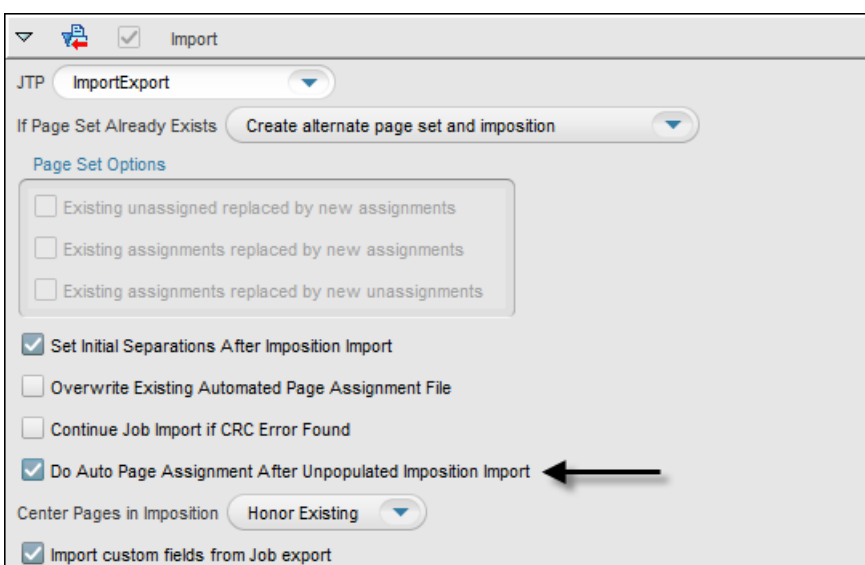 Import
JTP ImportExport
If Page Set Already Exists Create alternate page set and imposition
Page Set Options
Existing unassigned replaced by new assignments
Existing assignments replaced by new assignments
Existing assignments replaced by new unassignments
Set Initial Separations After Imposition Import
Overwrite Existing Automated Page Assignment File
Continue Job Import if CRC Error Found
Do Auto Page Assignment After Unpopulated Imposition Import
Center Pages in Imposition Honor Existing
Import custom fields from Job export